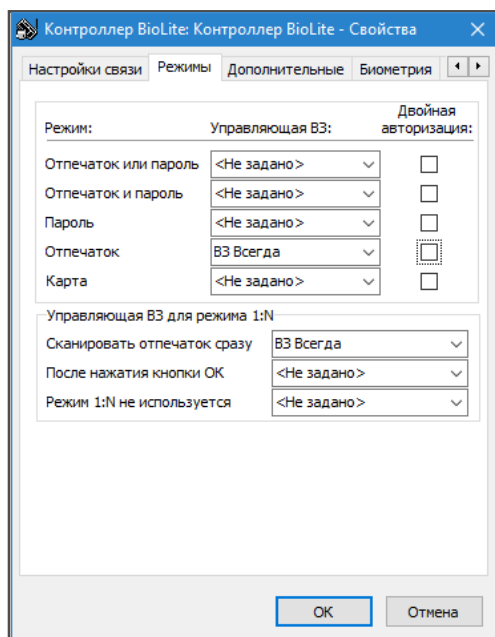 Контроллер BioLite: Контроллер BioLite - Свойства
Настройки связи Режимы Дополнительные Биометрия
Режим: Управляющая ВЗ: Двойная авторизация:
Отпечаток или пароль <Не задано>
Отпечаток и пароль <Не задано>
Пароль <Не задано>
Отпечаток ВЗ Всегда
Карта <Не задано>
Управляющая ВЗ для режима 1:N
Сканировать отпечаток сразу ВЗ Всегда
После нажатия кнопки ОК <Не задано>
Режим 1:N не используется <Не задано>
ОК Отмена